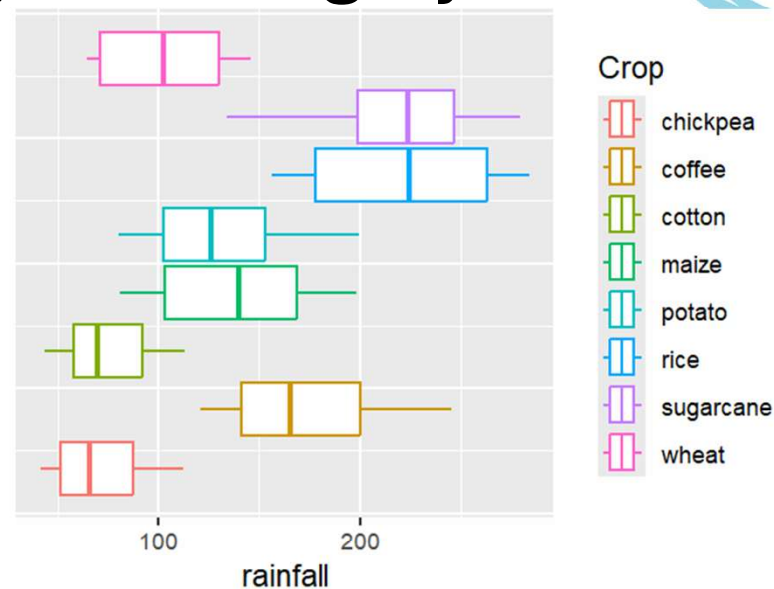 Crop
chickpea
coffee
cotton
maize
potato
rice
sugarcane
wheat
100 200
rainfall